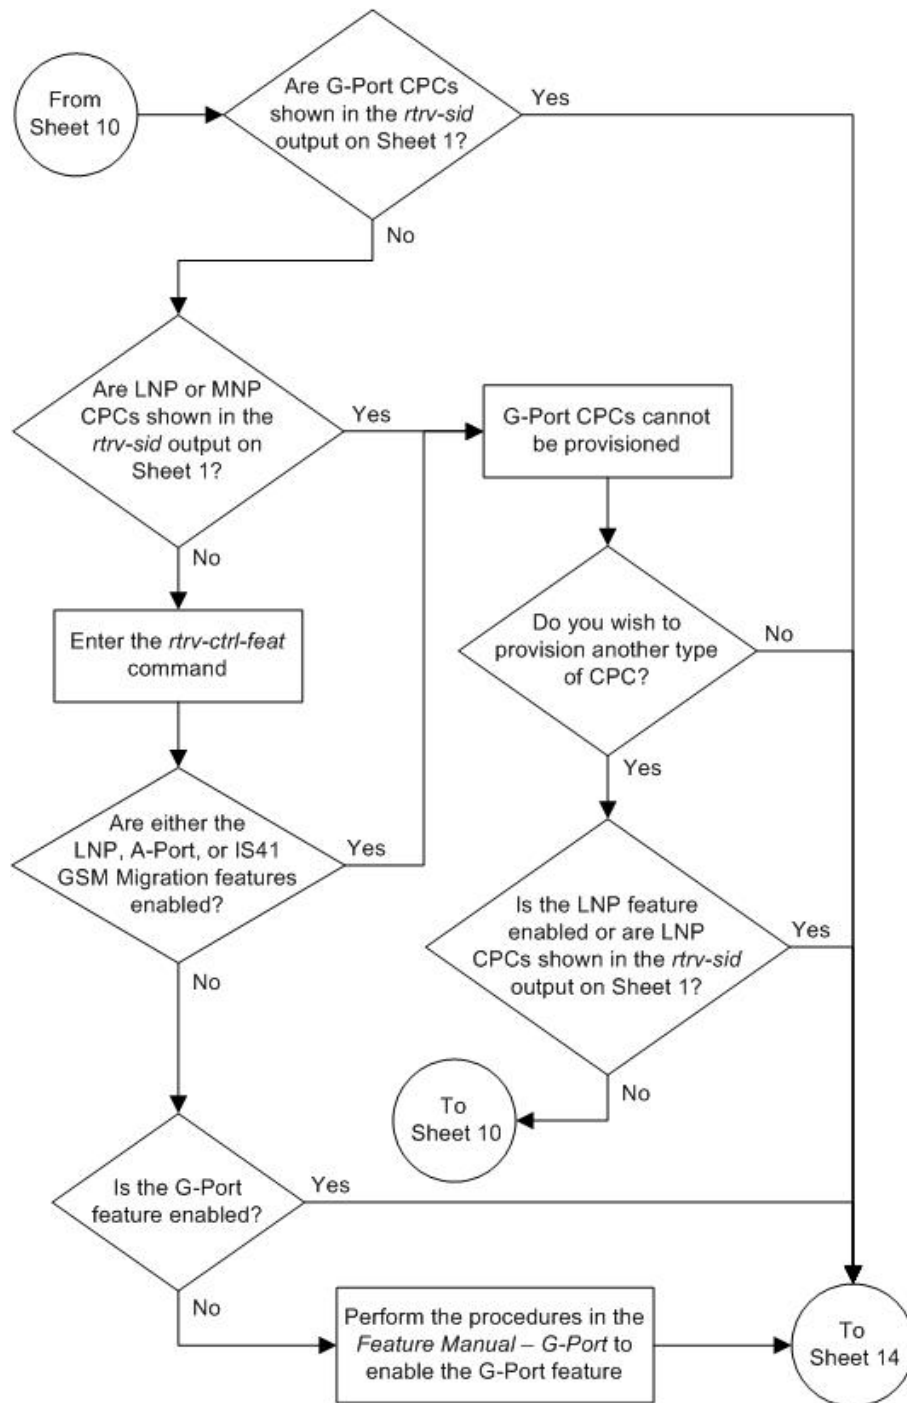 From
Sheet 10
Are G-Port CPCs
shown in the rtrv-sid
output on Sheet 1?
Yes
No
Are LNP or MNP
CPCs shown in the
rtrv-sid output on
Sheet 1?
Yes
No
G-Port CPCs cannot
be provisioned
Enter the rtrv-ctrl-feat
command
Do you wish to
provision another type
of CPC?
No
Yes
Are either the
LNP, A-Port, or IS41
GSM Migration features
enabled?
Yes
No
Is the LNP feature
enabled or are LNP
CPCs shown in the rtrv-sid
output on Sheet 1?
Yes
No
To
Sheet 10
Is the G-Port
feature enabled?
Yes
No
Perform the procedures in the
Feature Manual – G-Port to
enable the G-Port feature
To
Sheet 14